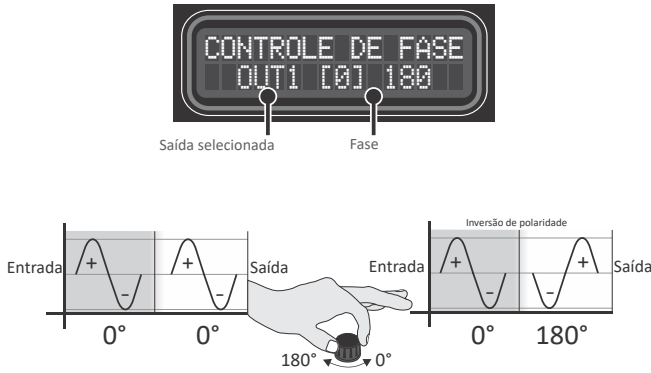 CONTROLE DE FASE
OUT1 [0] 180
Saída selecionada
Fase
Inversão de polaridade
Entrada
+
-
+
-
Saída
Entrada
+
-
+
-
Saída
0°
0°
180°
0°
0°
180°